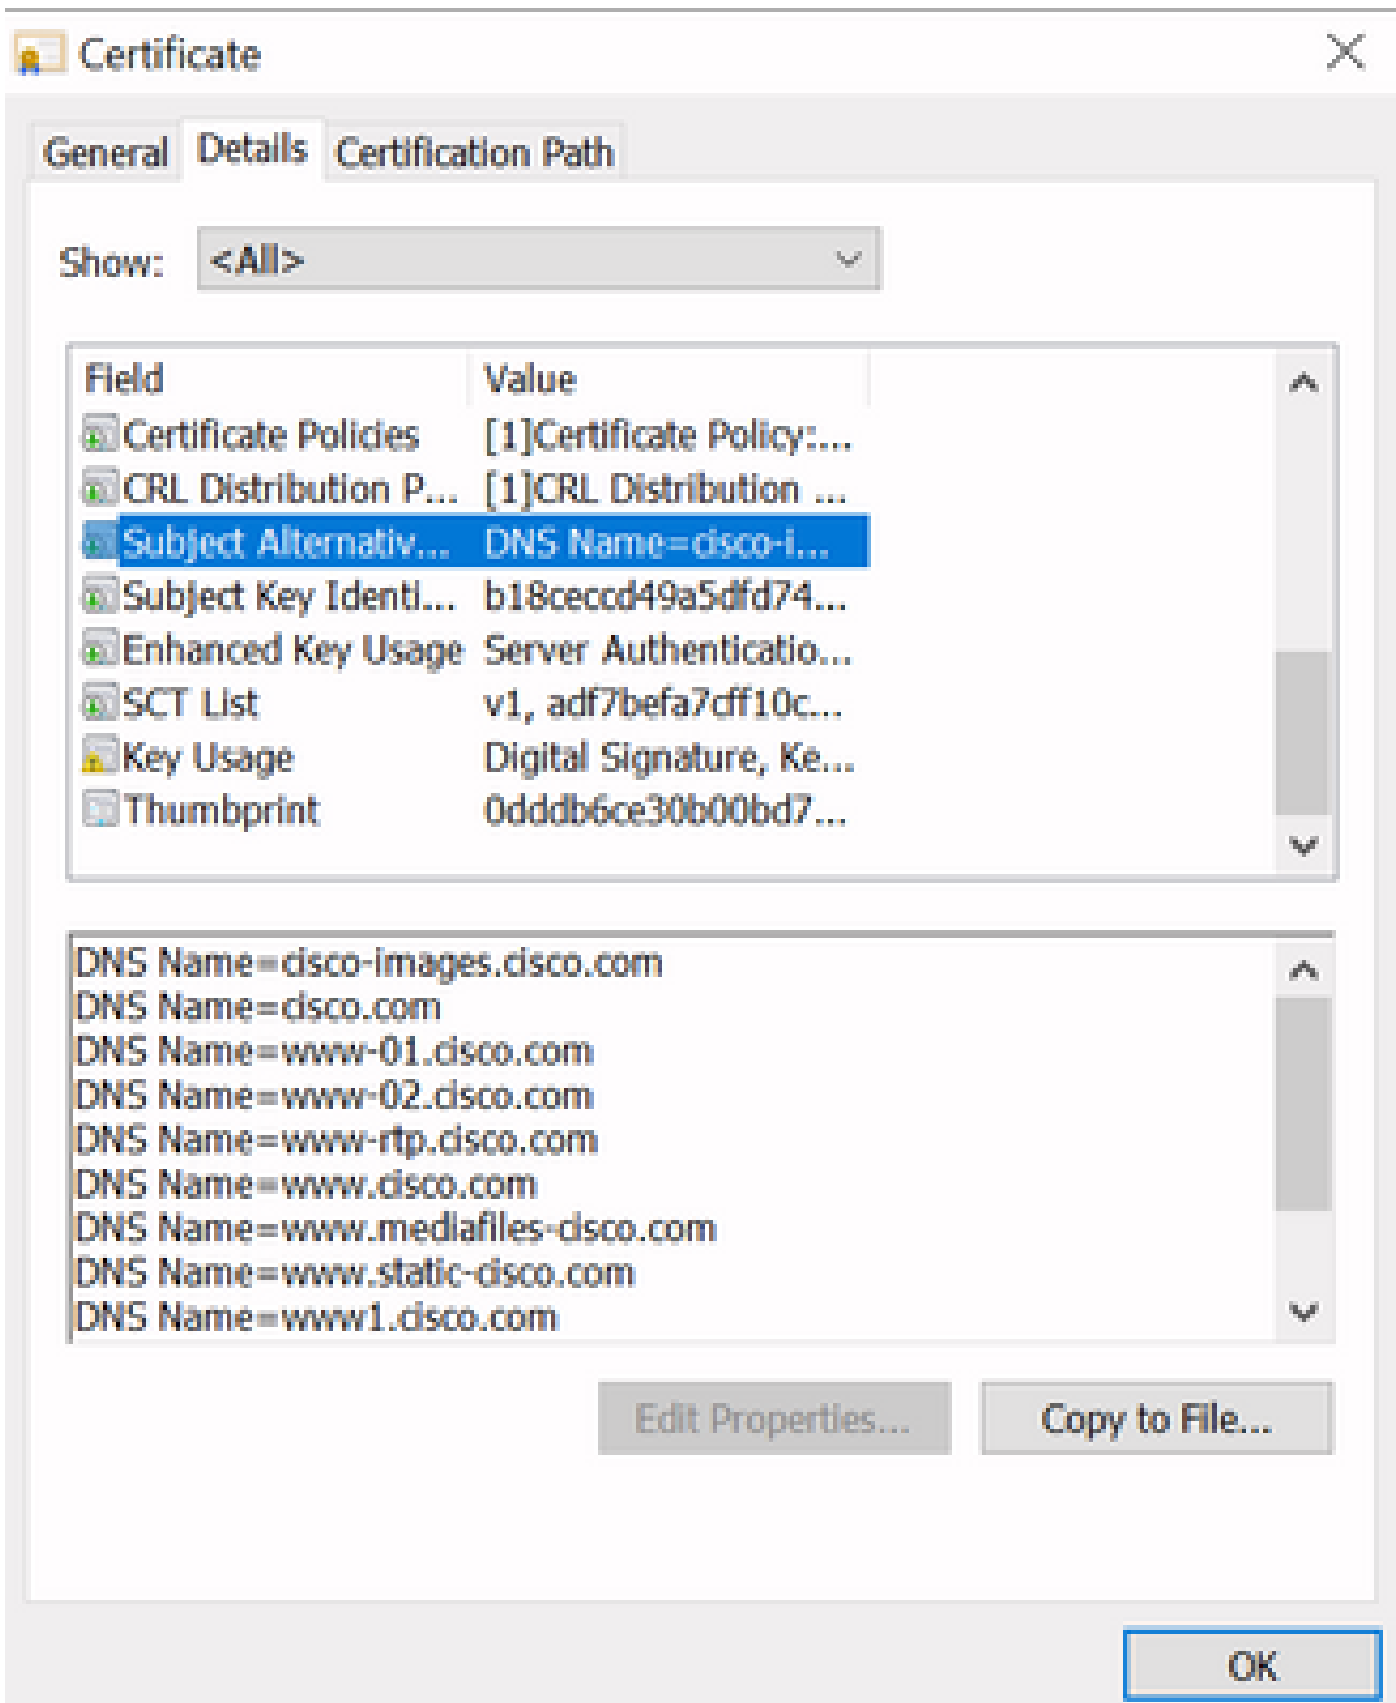 Certificate
General Details Certification Path
Show: <All>
Field Value
Certificate Policies [1]Certificate Policy:...
CRL Distribution P... [1]CRL Distribution ...
Subject Alternativ... DNS Name=cisco-i...
Subject Key Identi... b18ceccd49a5dfd74...
Enhanced Key Usage Server Authenticatio...
SCT List v1, adf7befa7cff10c...
Key Usage Digital Signature, Ke...
Thumbprint 0dddb6ce30b00bd7...
DNS Name=cisco-images.cisco.com
DNS Name=cisco.com
DNS Name=www-01.cisco.com
DNS Name=www-02.cisco.com
DNS Name=www-rtp.cisco.com
DNS Name=www.cisco.com
DNS Name=www.mediafiles-cisco.com
DNS Name=www.static-cisco.com
DNS Name=www1.cisco.com
Edit Properties... Copy to File...
OK